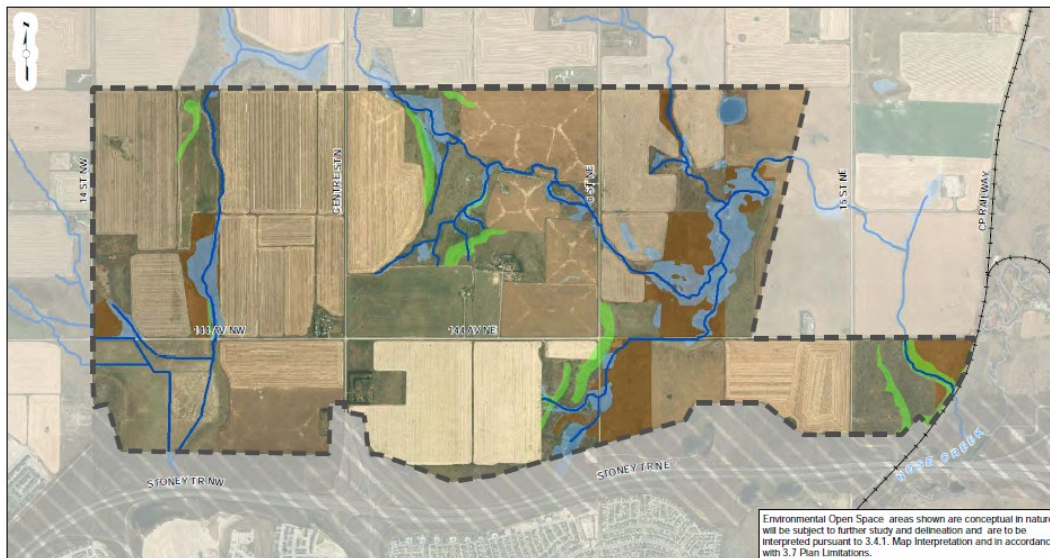 14 ST NW
CENTRE ST N
6 ST NE
15 ST NE
CP RAILWAY
144 AV NW
144 AV NE
STONEY TR NW
STONEY TR NE
NOSE CREEK
Environmental Open Space areas shown are conceptual in nature
will be subject to further study and delineation and are to be
interpreted pursuant to 3.4.1. Map Interpretation and in accordanc
with 3.7 Plan Limitations.